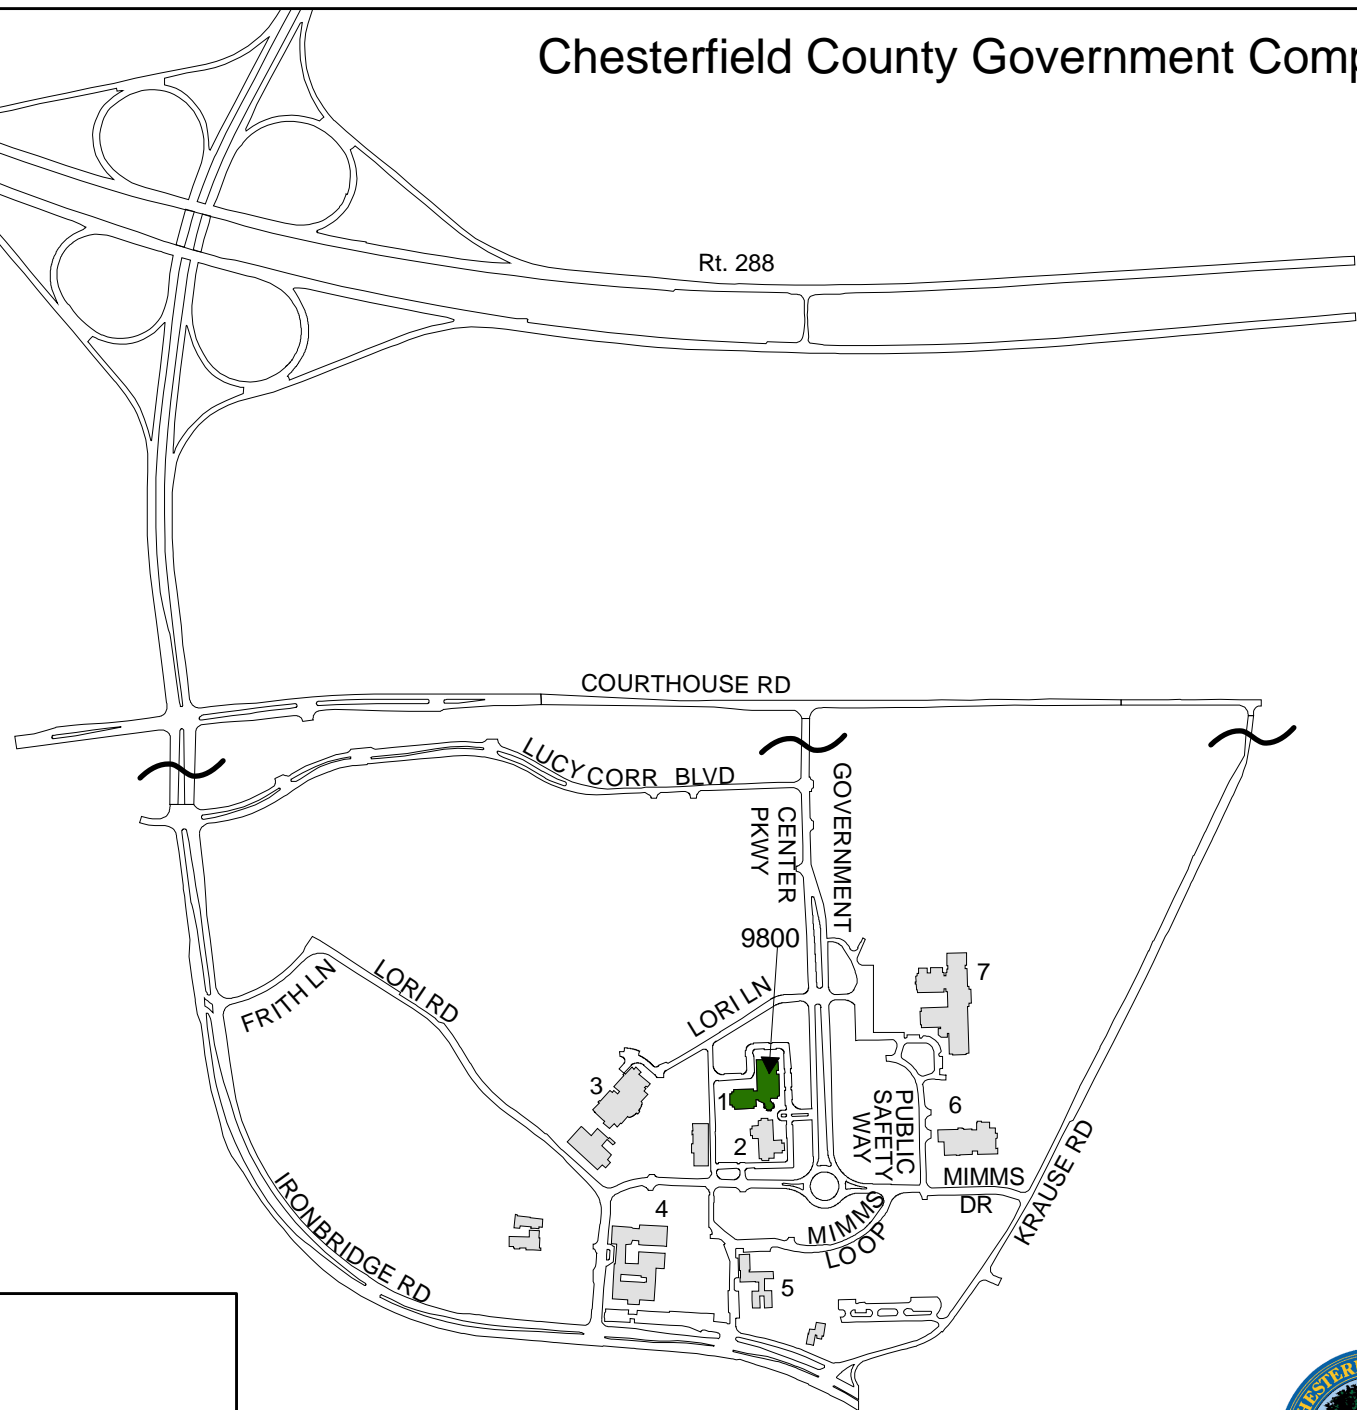 Chesterfield County Government Comp
Rt. 288
COURTHOUSE RD
LUCY CORR BLVD
GOVERNMENT
CENTER
PKWY
9800
7
LORI RD
FRITH LN
LORI LN
3
1
6
PUBLIC
SAFETY
WAY
2
MIMMS
DR
KRAUSE RD
4
MIMMS
LOOP
IRONBRIDGE RD
5